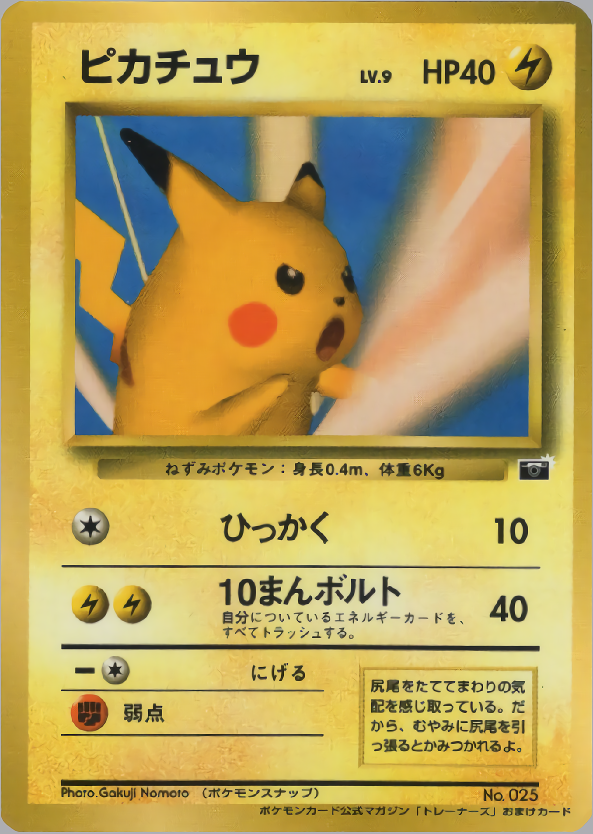 ピカチュウ LV.9 HP40
ねずみポケモン：身長0.4m、体重6Kg
ひっかく 10
10まんボルト 40
自分についているエネルギーカードを、
すべてトラッシュする。
にげる
弱点
尻尾をたててまわりの気
配を感じ取っている。だ
から、むやみに尻尾を引
っ張るとかみつかれるよ。
Photo.Gakuji Nomoto （ポケモンスナップ） No. 025
ポケモンカード公式マガジン「トレーナーズ」おまけカード